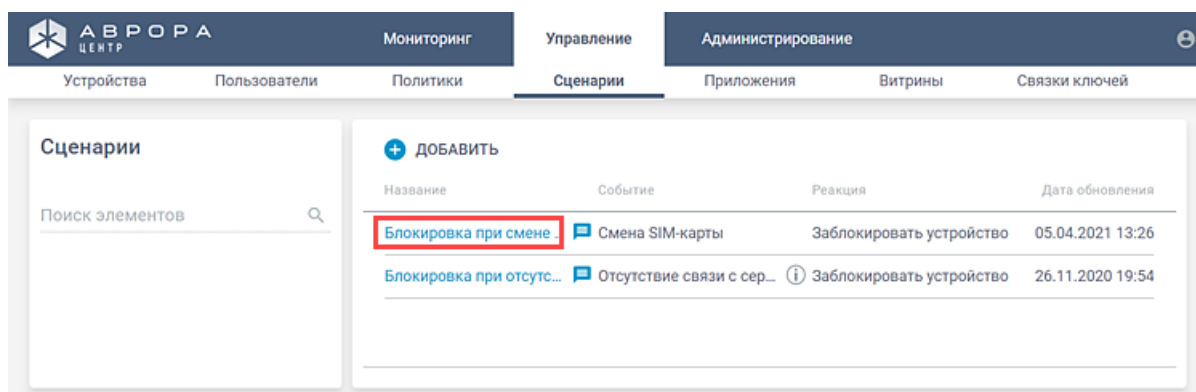 АВРОРА
ЦЕНТР
Мониторинг Управление Администрирование
Устройства Пользователи Политики Сценарии Приложения Витрины Связки ключей
Сценарии
Поиск элементов
ДОБАВИТЬ
Название Событие Реакция Дата обновления
Блокировка при смене .. Смена SIM-карты Заблокировать устройство 05.04.2021 13:26
Блокировка при отсутс... Отсутствие связи с сер... Заблокировать устройство 26.11.2020 19:54